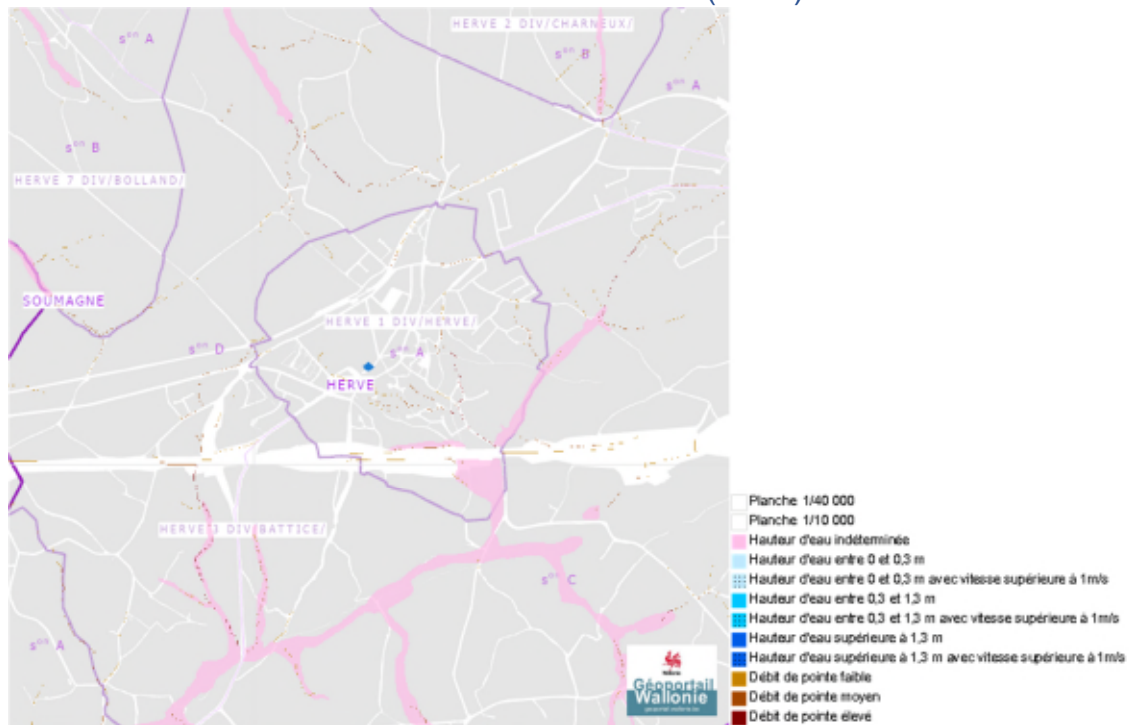 HERVE 2 DIV/CHARNEUX/
sᵒⁿ A
sᵒⁿ B
sᵒⁿ A
sᵒⁿ B
HERVE 7 DIV/BOLLAND/
SOUMAGNE
HERVE 1 DIV/HERVE/
sᵒⁿ D
sᵒⁿ A
HERVE
HERVE 3 DIV/BATTICE/
sᵒⁿ C
sᵒⁿ A
Wallonie
Géoportail
Wallonie
Planche 1/40 000
Planche 1/10 000
Hauteur d'eau indéterminée
Hauteur d'eau entre 0 et 0,3 m
Hauteur d'eau entre 0 et 0,3 m avec vitesse supérieure à 1m/s
Hauteur d'eau entre 0,3 et 1,3 m
Hauteur d'eau entre 0,3 et 1,3 m avec vitesse supérieure à 1m/s
Hauteur d'eau supérieure à 1,3 m
Hauteur d'eau supérieure à 1,3 m avec vitesse supérieure à 1m/s
Débit de pointe faible
Débit de pointe moyen
Débit de pointe élevé